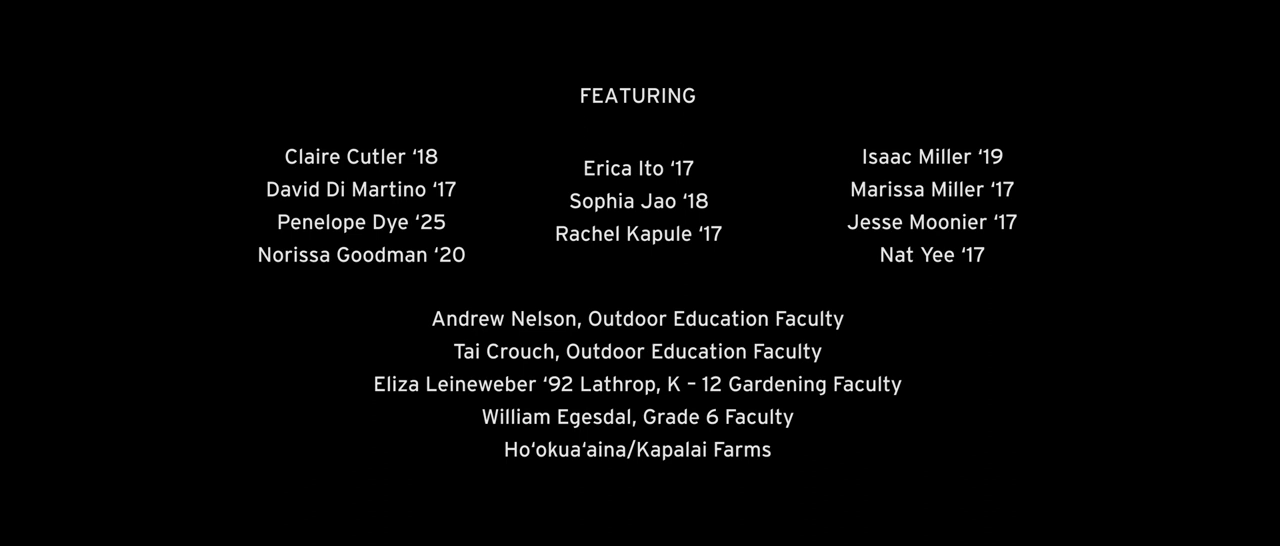 FEATURING
Claire Cutler ‘18
David Di Martino ‘17
Penelope Dye ‘25
Norissa Goodman ‘20
Erica Ito ‘17
Sophia Jao ‘18
Rachel Kapule ‘17
Isaac Miller ‘19
Marissa Miller ‘17
Jesse Moonier ‘17
Nat Yee ‘17
Andrew Nelson, Outdoor Education Faculty
Tai Crouch, Outdoor Education Faculty
Eliza Leineweber ‘92 Lathrop, K – 12 Gardening Faculty
William Egesdal, Grade 6 Faculty
Ho‘okua‘aina/Kapalai Farms